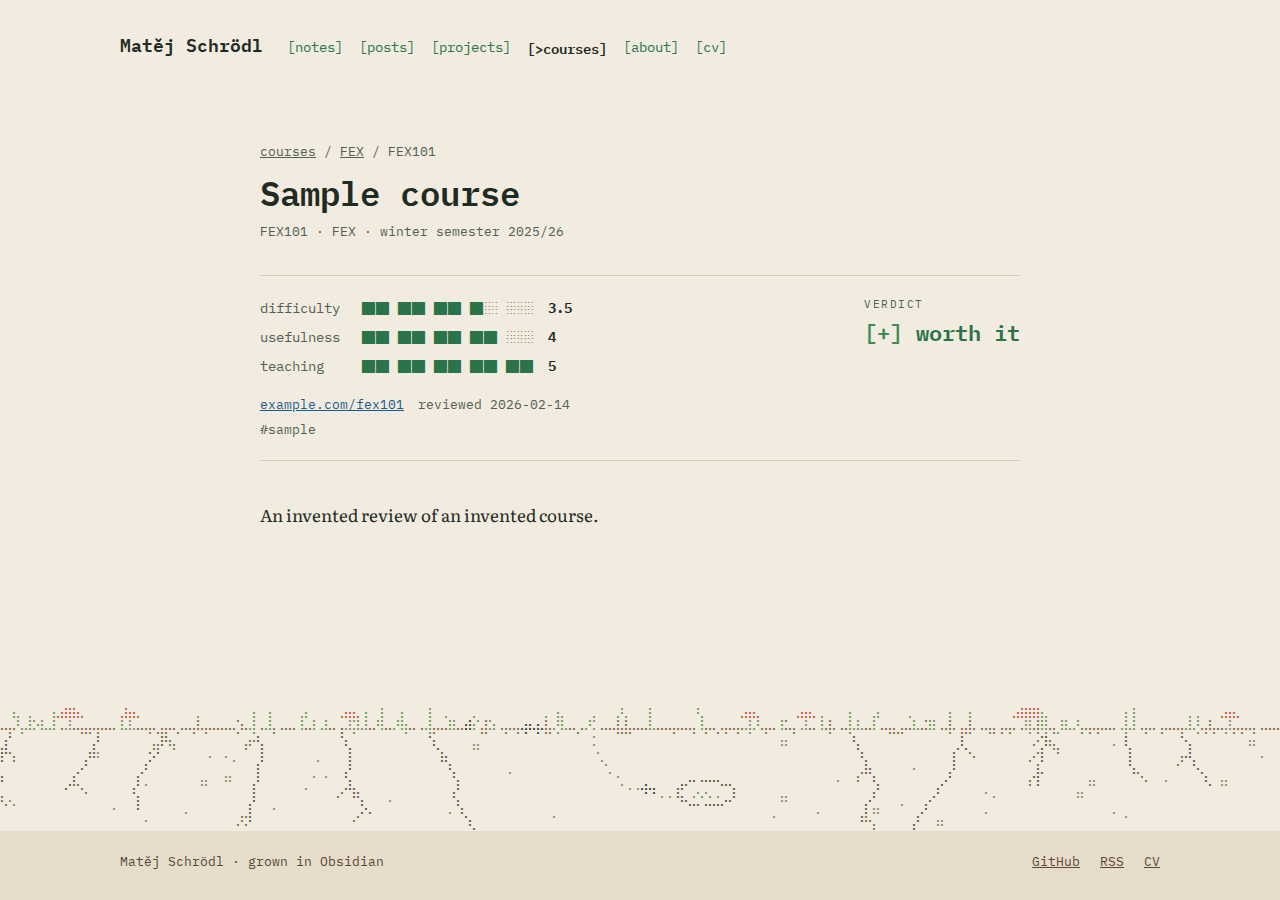 Matěj Schrödl [notes] [posts] [projects] [>courses] [about] [cv]
courses / FEX / FEX101
Sample course
FEX101 · FEX · winter semester 2025/26
difficulty 3.5
usefulness 4
teaching 5
VERDICT
[+] worth it
example.com/fex101 reviewed 2026-02-14
#sample
An invented review of an invented course.
Matěj Schrödl · grown in Obsidian GitHub RSS CV